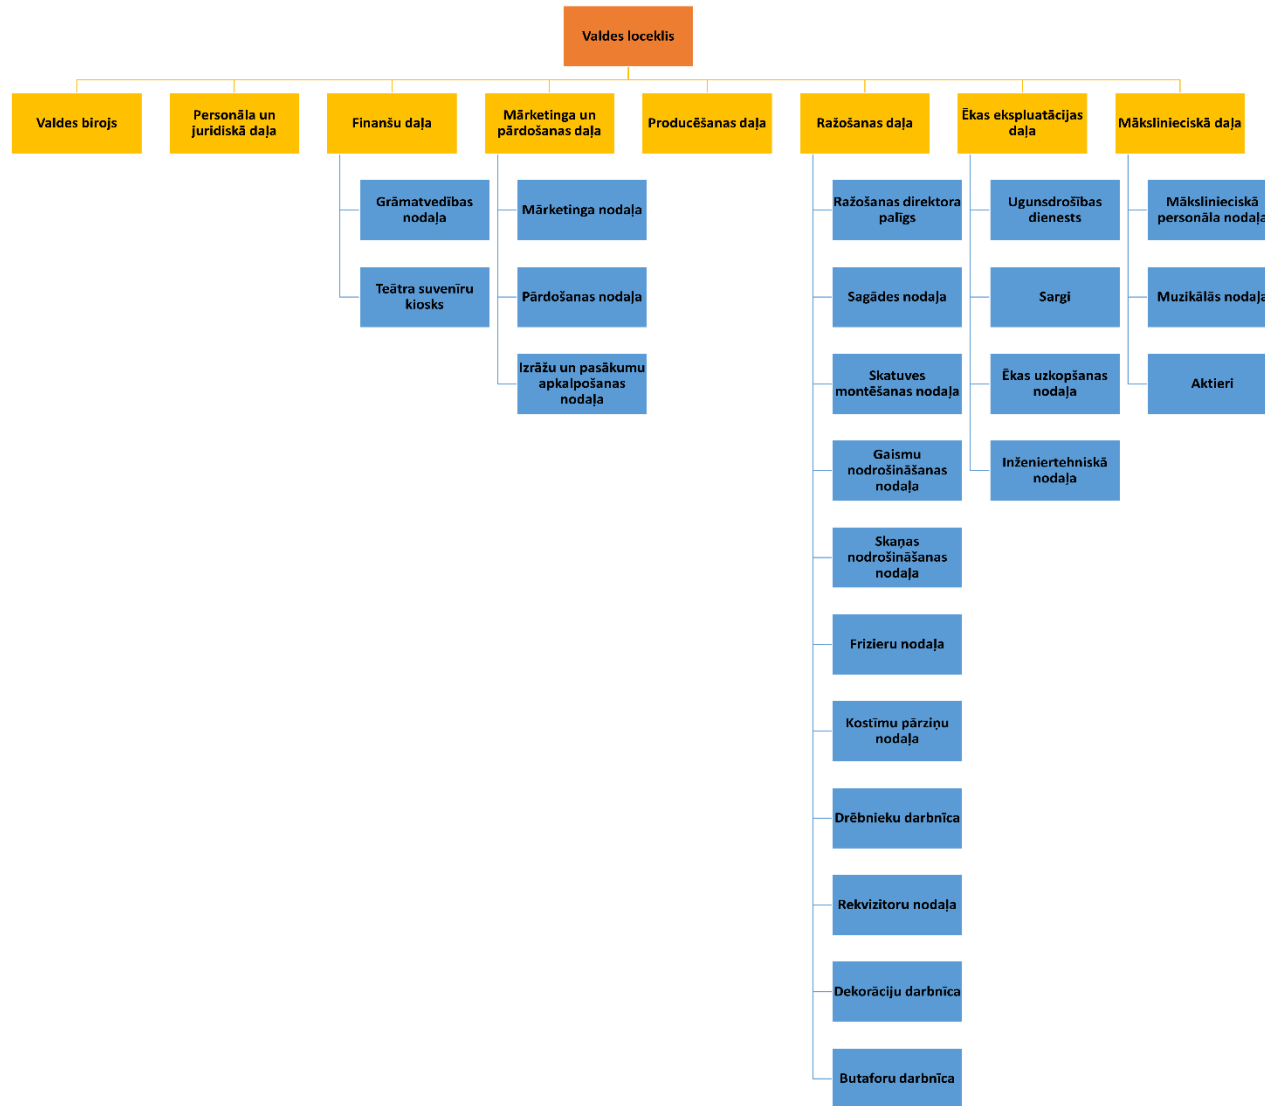 Valdes loceklis
Valdes birojs
Personāla un
juridiskā daļa
Finanšu daļa
Mārketinga un
pārdošanas daļa
Producēšanas daļa
Ražošanas daļa
Ēkas ekspluatācijas
daļa
Mākslinieciskā daļa
Grāmatvedības
nodaļa
Teātra suvenīru
kiosks
Mārketinga nodaļa
Pārdošanas nodaļa
Izrāžu un pasākumu
apkalpošanas
nodaļa
Ražošanas direktora
palīgs
Sagādes nodaļa
Skatuves
montēšanas nodaļa
Gaismu
nodrošināšanas
nodaļa
Skaņas
nodrošināšanas
nodaļa
Frizieru nodaļa
Kostīmu pārziņu
nodaļa
Drēbnieku darbnīca
Rekvizitoru nodaļa
Dekorāciju darbnīca
Butaforu darbnīca
Ugunsdrošības
dienests
Sargi
Ēkas uzkopšanas
nodaļa
Inženiertehniskā
nodaļa
Mākslinieciskā
personāla nodaļa
Muzikālās nodaļa
Aktieri